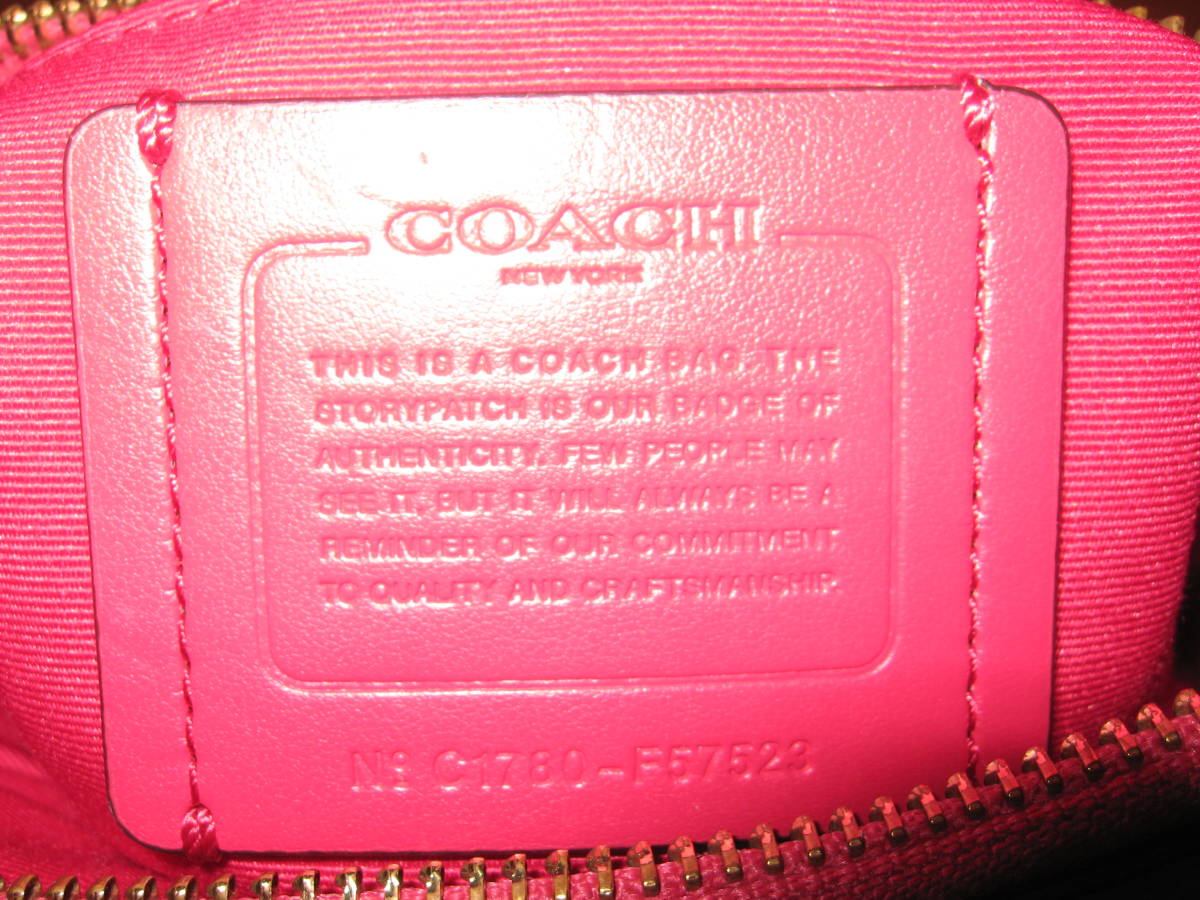 COACH
NEW YORK
THIS IS A COACH BAG. THE
STORYPATCH IS OUR BADGE OF
AUTHENTICITY. FEW PEOPLE MAY
SEE IT, BUT IT WILL ALWAYS BE A
REMINDER OF OUR COMMITMENT
TO QUALITY AND CRAFTSMANSHIP.
Nº C1780-F57523